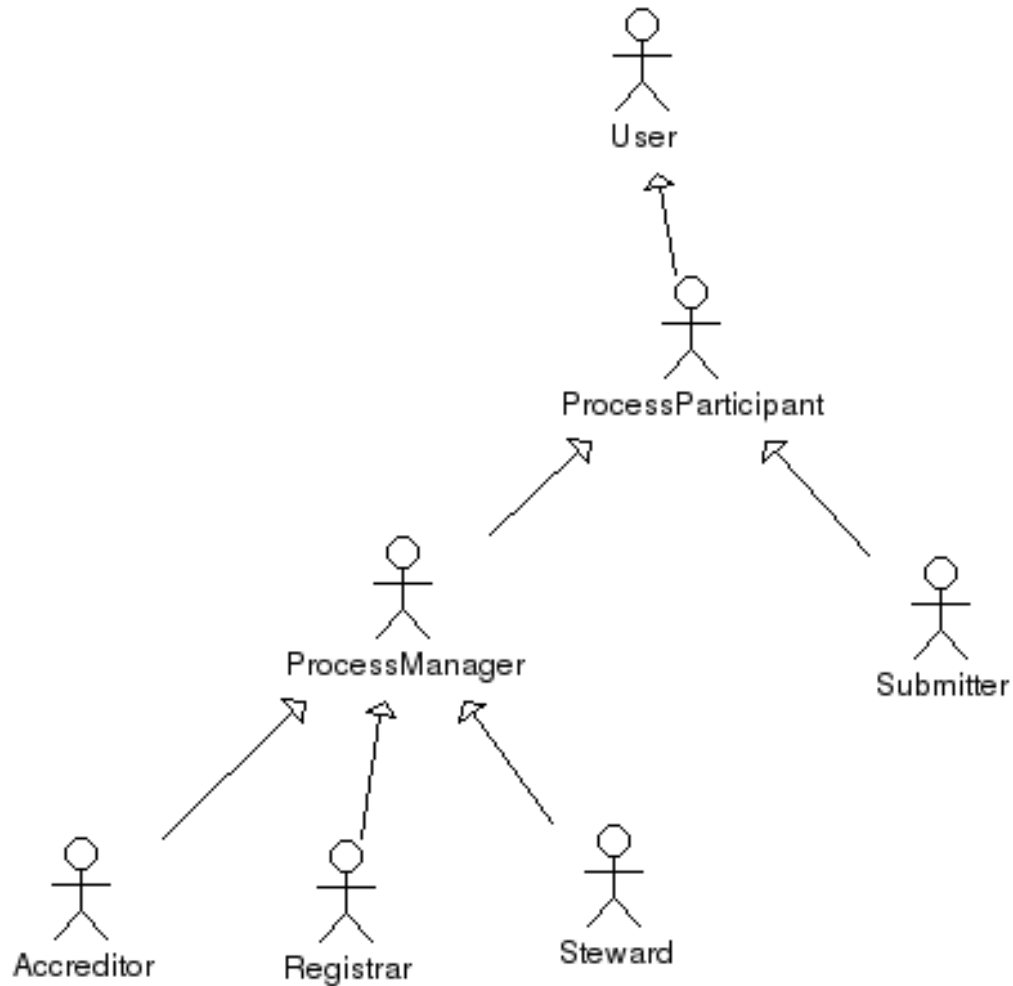 User
ProcessParticipant
ProcessManager
Submitter
Accreditor
Registrar
Steward